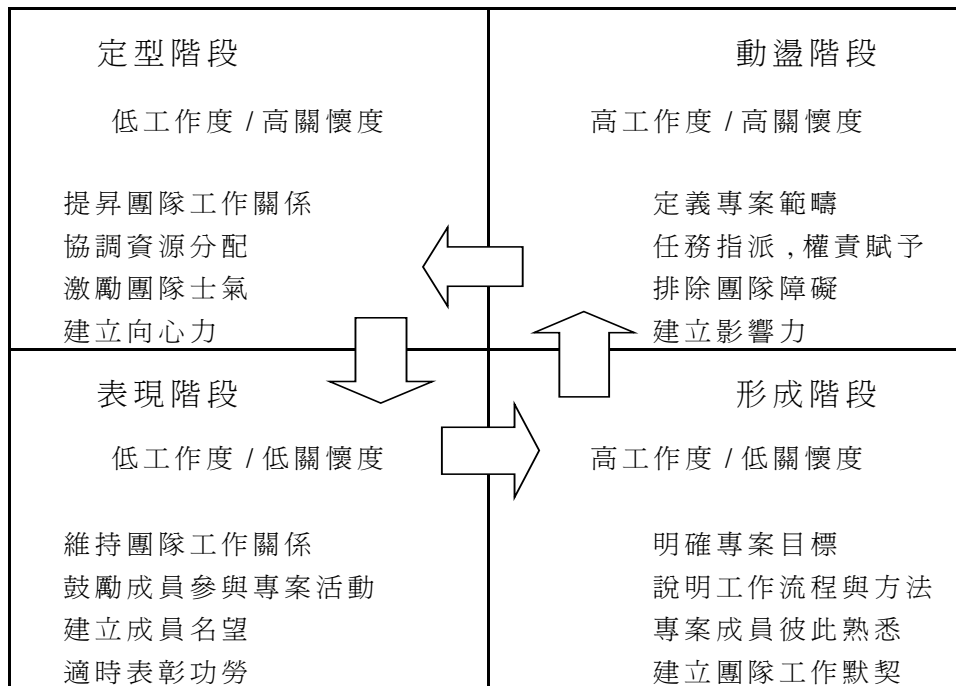 定型階段
低工作度 / 高關懷度
提昇團隊工作關係
協調資源分配
激勵團隊士氣
建立向心力
動盪階段
高工作度 / 高關懷度
定義專案範疇
任務指派 , 權責賦予
排除團隊障礙
建立影響力
表現階段
低工作度 / 低關懷度
維持團隊工作關係
鼓勵成員參與專案活動
建立成員名望
適時表彰功勞
形成階段
高工作度 / 低關懷度
明確專案目標
說明工作流程與方法
專案成員彼此熟悉
建立團隊工作默契